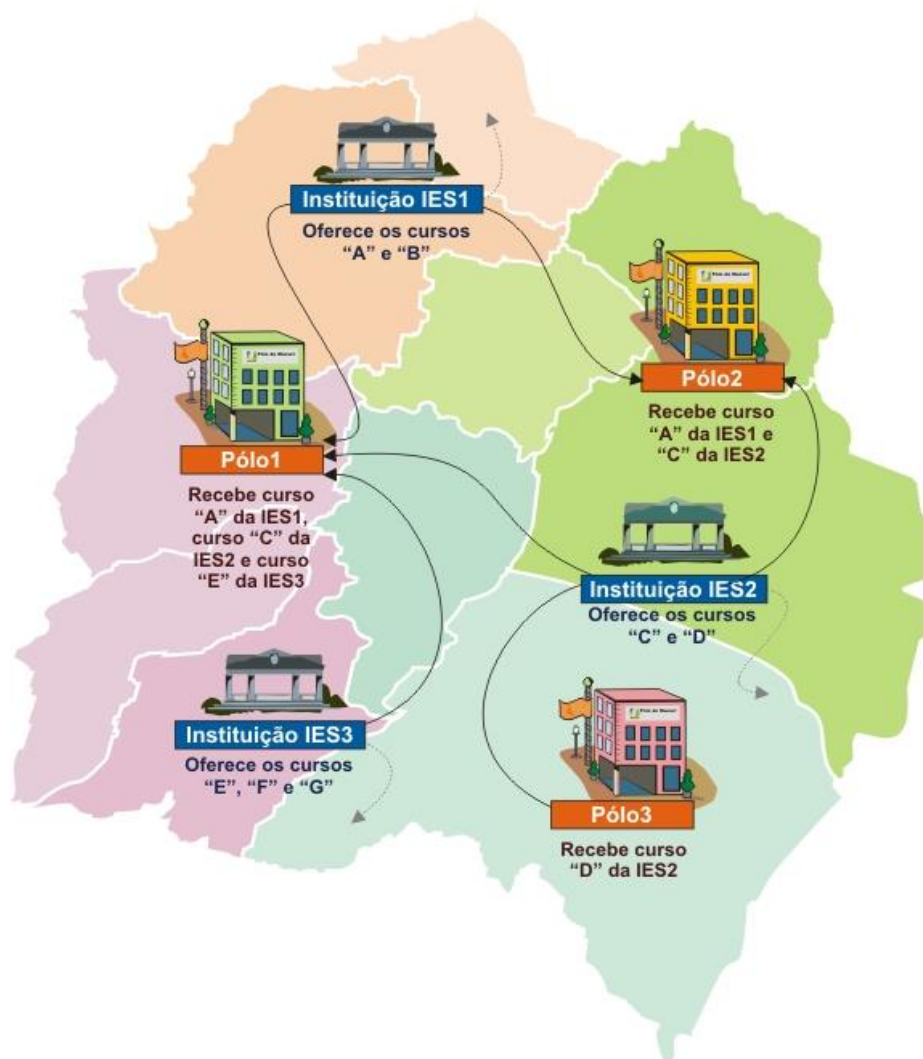 Instituição IES1
Oferece os cursos
“A” e “B”
Pólo2
Recebe curso
“A” da IES1 e
“C” da IES2
Pólo1
Recebe curso
“A” da IES1,
curso “C” da
IES2 e curso
“E” da IES3
Instituição IES2
Oferece os cursos
“C” e “D”
Instituição IES3
Oferece os cursos
“E”, “F” e “G”
Pólo3
Recebe curso
“D” da IES2